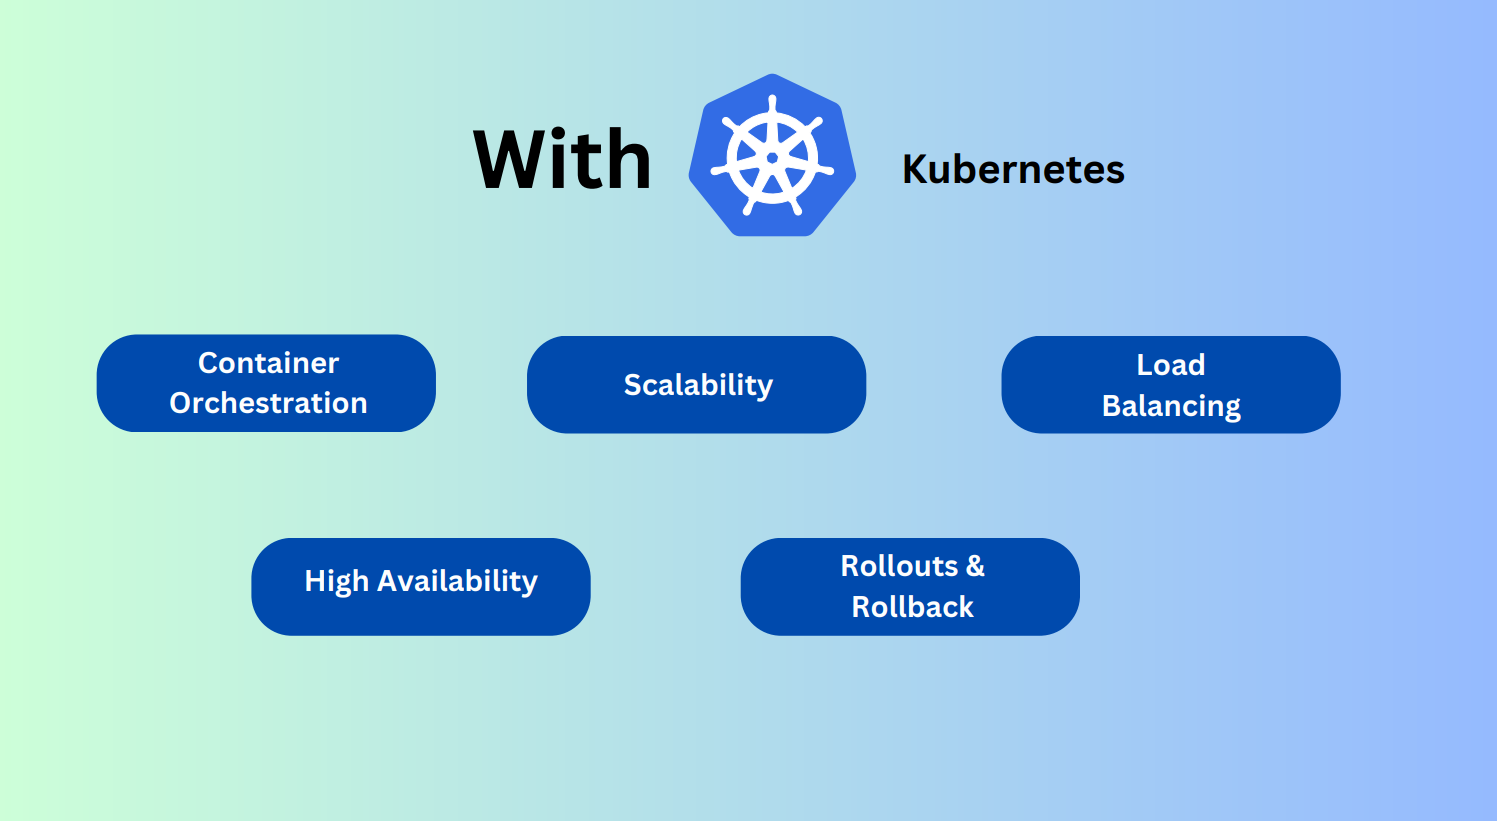 With Kubernetes
Container
Orchestration
Scalability
Load
Balancing
High Availability
Rollouts &
Rollback